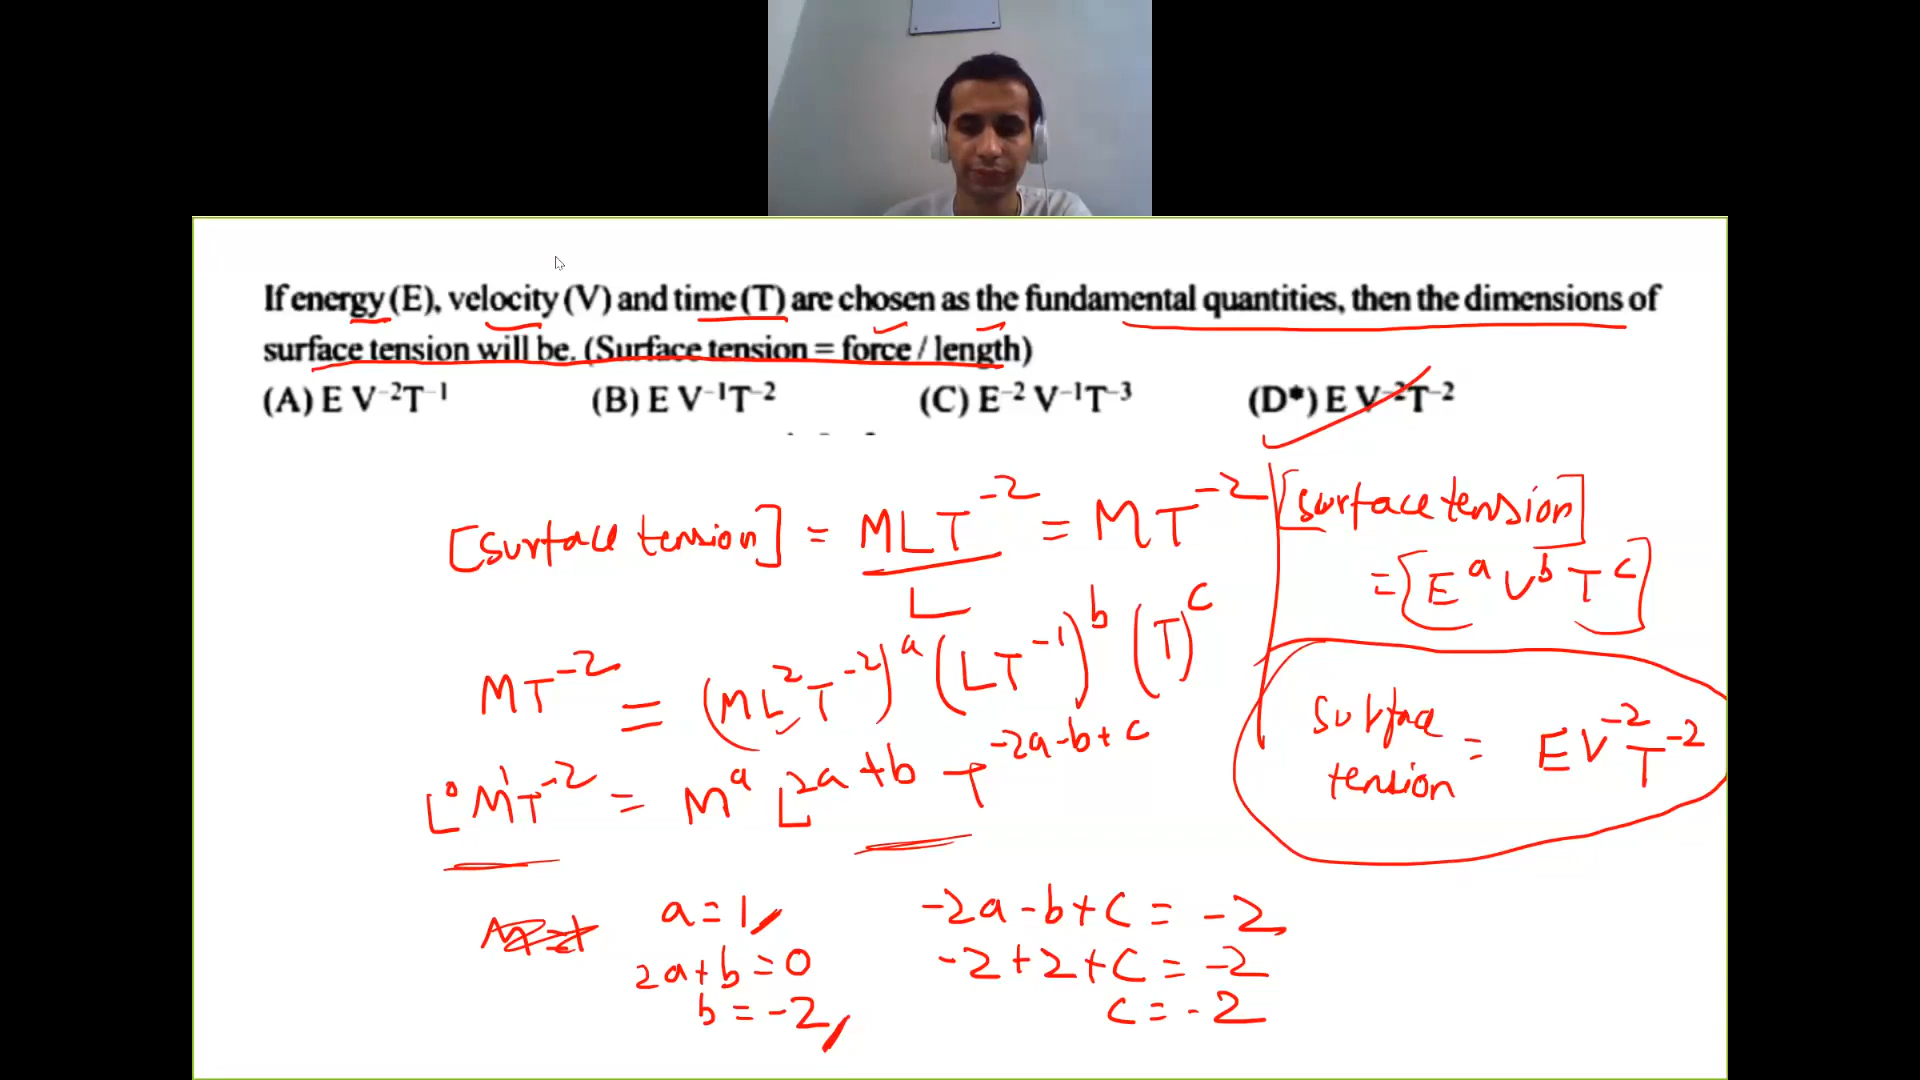 If energy (E), velocity (V) and time (T) are chosen as the fundamental quantities, then the dimensions of
surface tension will be. (Surface tension = force / length)
(A) E V⁻²T⁻¹ (B) E V⁻¹T⁻² (C) E⁻² V⁻¹T⁻³ (D*) E V⁻²T⁻²
[surface tension] = MLT⁻² / L = MT⁻²
[surface tension]
= [E^a V^b T^c]
MT⁻² = (ML²T⁻²)^a (LT⁻¹)^b (T)^c
L⁰M¹T⁻² = M^a L^(2a+b) T^(-2a-b+c)
surface tension = EV⁻²T⁻²
a = 1,
2a+b = 0
b = -2,
-2a-b+c = -2
-2+2+c = -2
c = -2